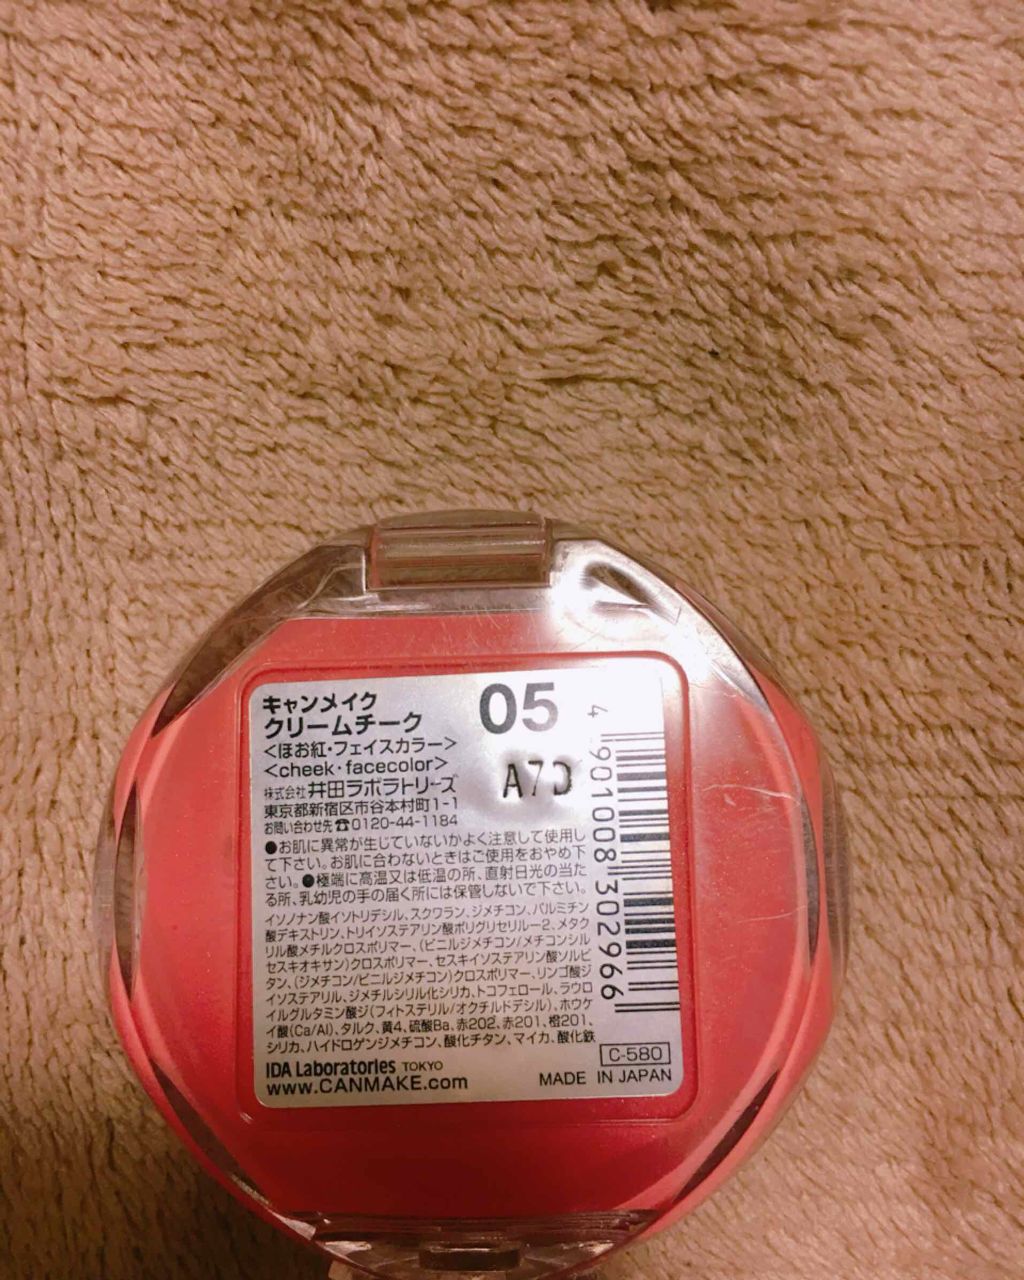 キャンメイク
クリームチーク
<ほお紅・フェイスカラー>
<cheek・facecolor>
株式会社 井田ラボラトリーズ
東京都新宿区市谷本村町1-1
お問い合わせ先☎0120-44-1184
05
A7D
●お肌に異常が生じていないかよく注意して使用し
て下さい。お肌に合わないときはご使用をおやめ下
さい。●極端に高温又は低温の所、直射日光の当た
る所、乳幼児の手の届く所には保管しないで下さい。
イソノナン酸イソトリデシル、スクワラン、ジメチコン、パルミチン
酸デキストリン、トリイソステアリン酸ポリグリセリル-2、メタク
リル酸メチルクロスポリマー、(ビニルジメチコン/メチコンシル
セスキオキサン)クロスポリマー、セスキイソステアリン酸ソルビ
タン、(ジメチコン/ビニルジメチコン)クロスポリマー、リンゴ酸ジ
イソステアリル、ジメチルシリル化シリカ、トコフェロール、ラウロ
イルグルタミン酸ジ(フィトステリル/オクチルドデシル)、ホウケ
イ酸(Ca/Al)、タルク、黄4、硫酸Ba、赤202、赤201、橙201、
シリカ、ハイドロゲンジメチコン、酸化チタン、マイカ、酸化鉄
IDA Laboratories TOKYO
www.CANMAKE.com
C-580
MADE IN JAPAN
4 901008 302966